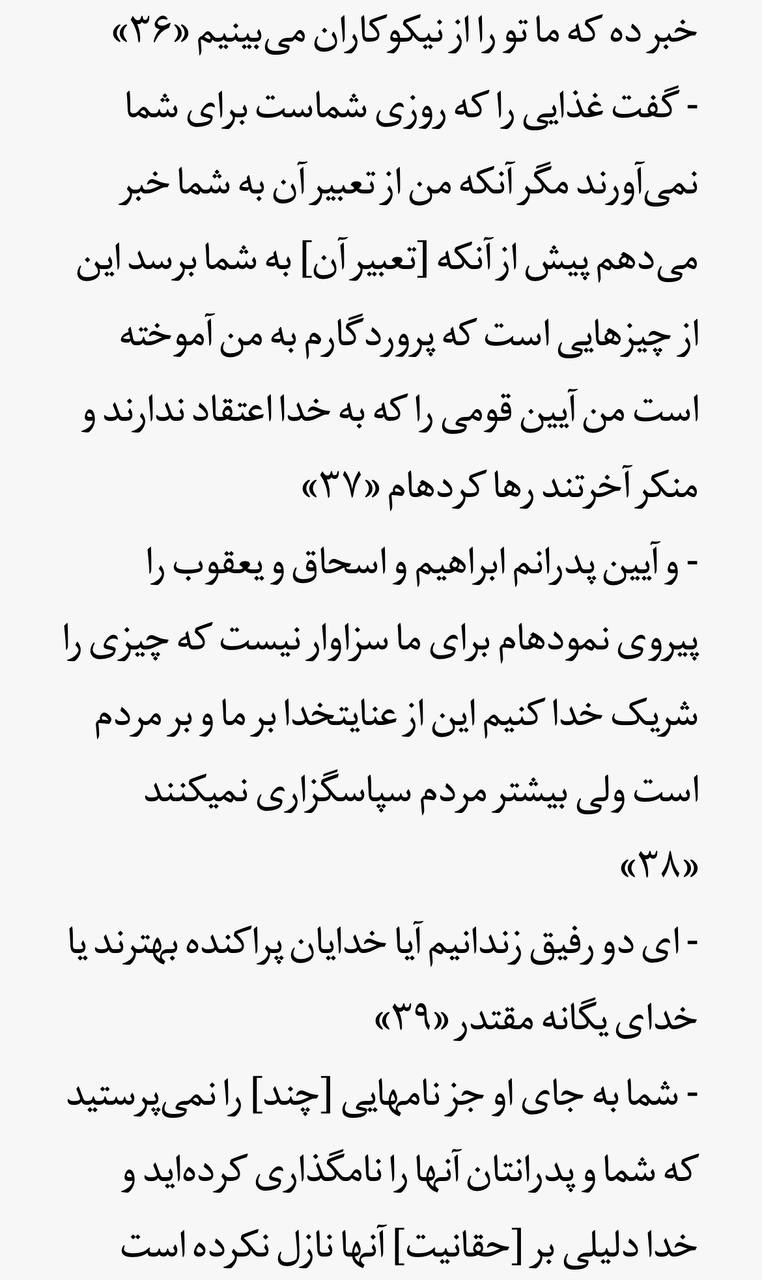 خبر ده که ما تو را از نیکوکاران می‌بینیم «۳۶»
- گفت غذایی را که روزی شماست برای شما
نمی‌آورند مگر آنکه من از تعبیر آن به شما خبر
می‌دهم پیش از آنکه [تعبیر آن] به شما برسد این
از چیزهایی است که پروردگارم به من آموخته
است من آیین قومی را که به خدا اعتقاد ندارند و
منکر آخرتند رها کردهام «۳۷»
- و آیین پدرانم ابراهیم و اسحاق و یعقوب را
پیروی نمودهام برای ما سزاوار نیست که چیزی را
شریک خدا کنیم این از عنایتخدا بر ما و بر مردم
است ولی بیشتر مردم سپاسگزاری نمیکنند
«۳۸»
- ای دو رفیق زندانیم آیا خدایان پراکنده بهترند یا
خدای یگانه مقتدر «۳۹»
- شما به جای او جز نامهایی [چند] را نمی‌پرستید
که شما و پدرانتان آنها را نامگذاری کرده‌اید و
خدا دلیلی بر [حقانیت] آنها نازل نکرده است